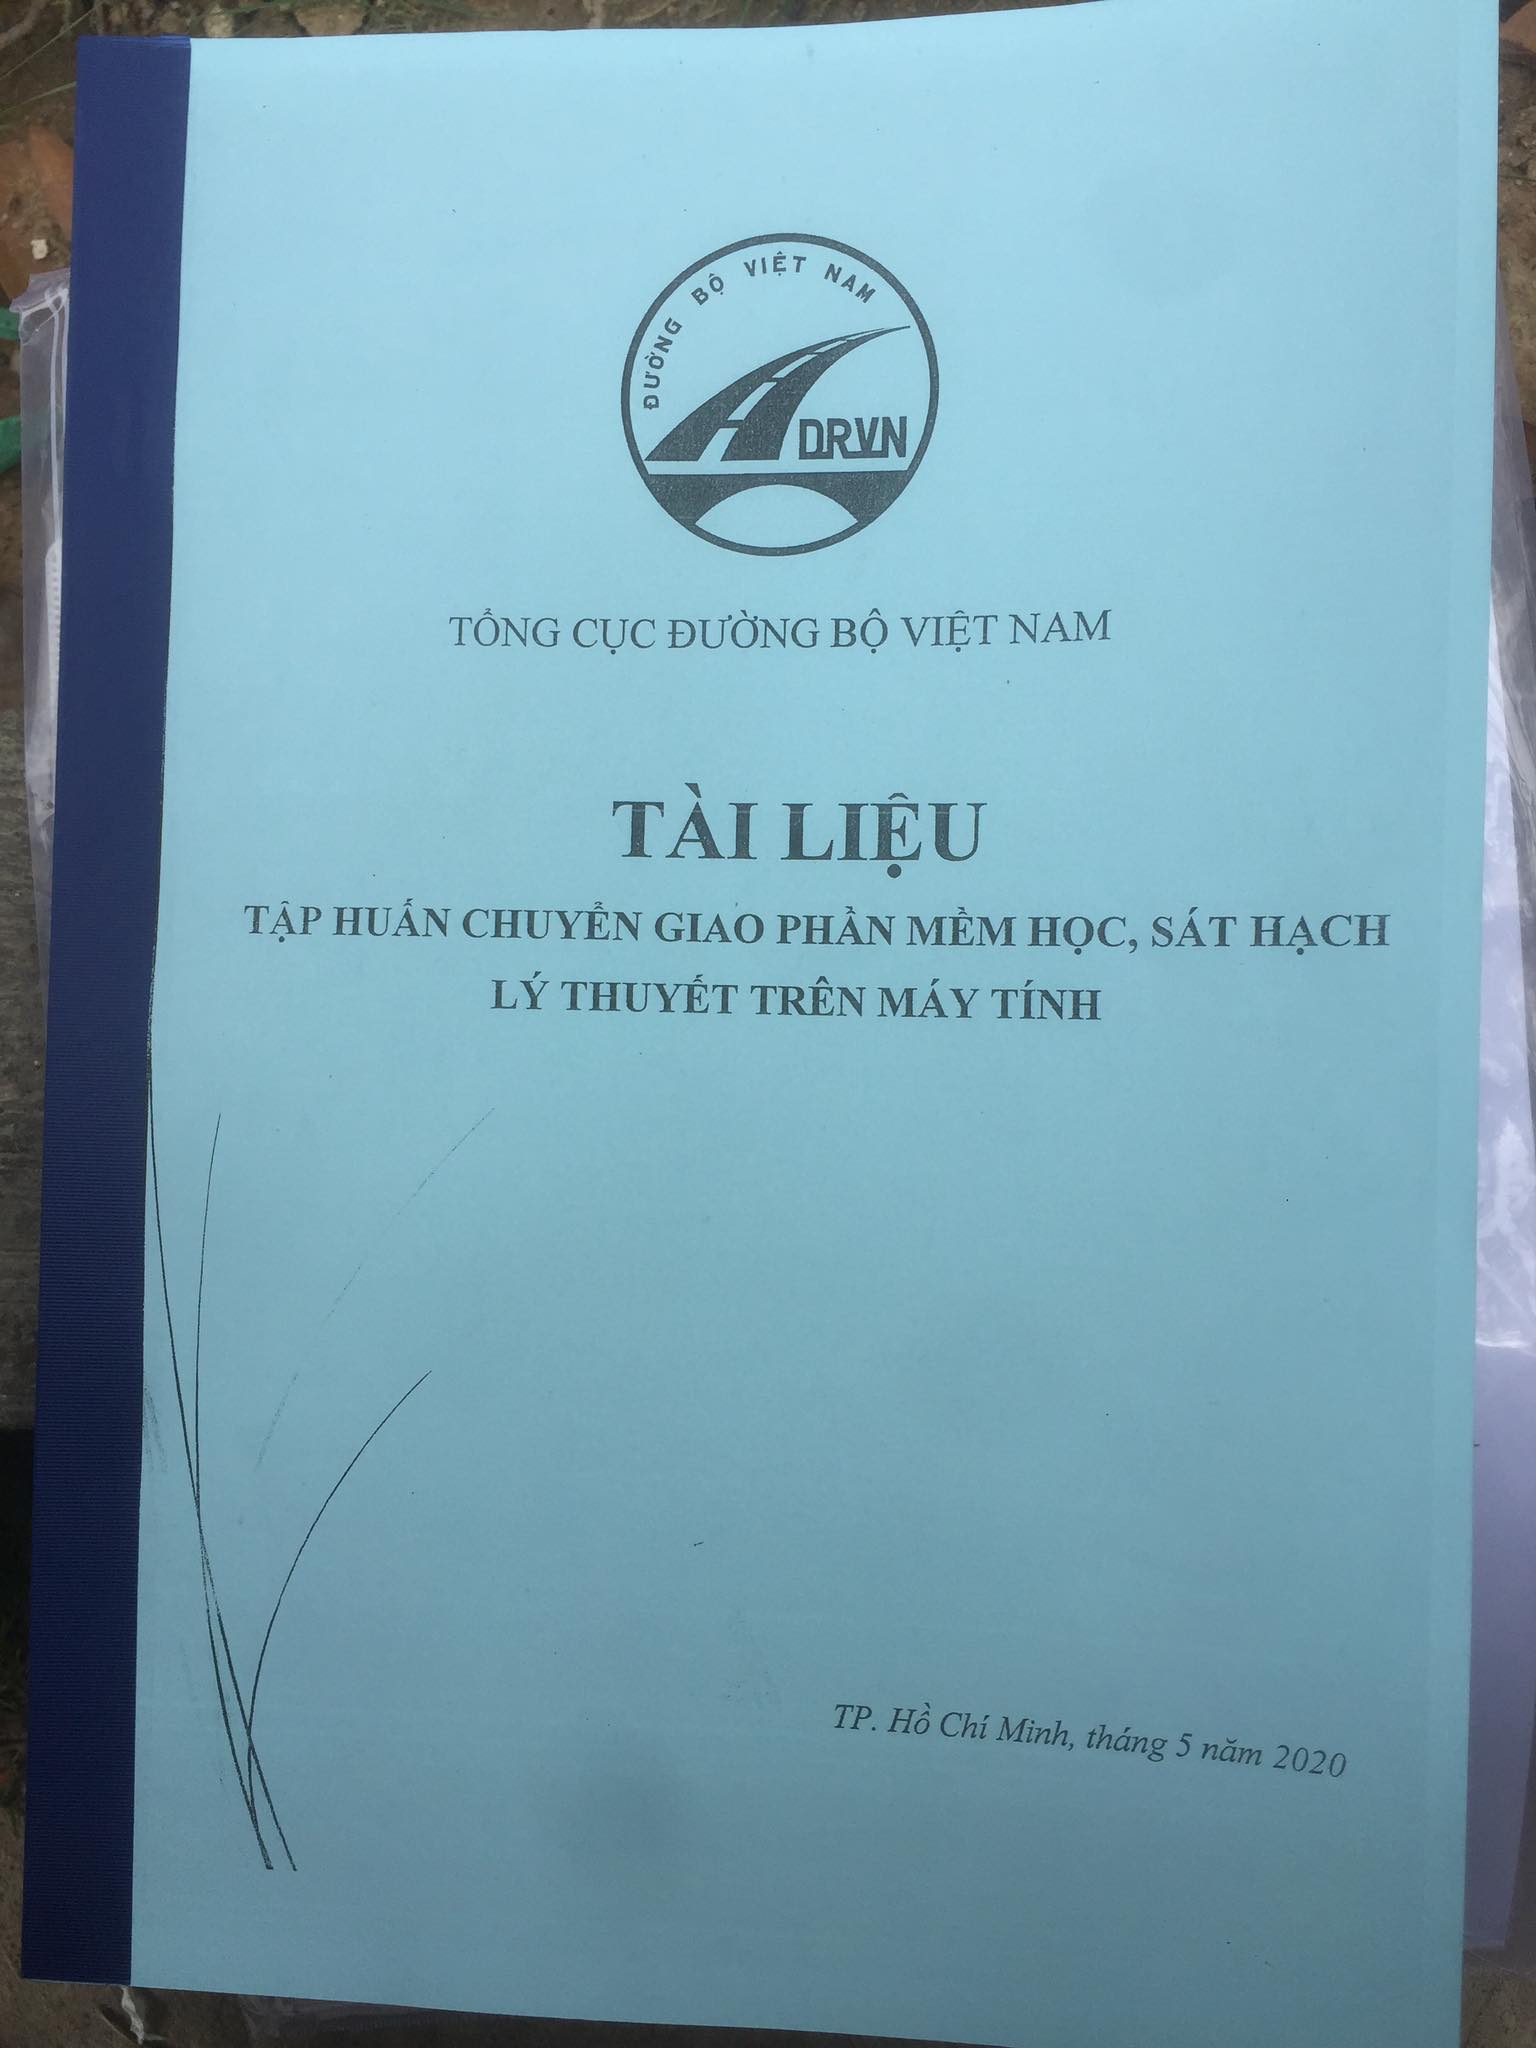 ĐƯỜNG BỘ VIỆT NAM
DRVN
TỔNG CỤC ĐƯỜNG BỘ VIỆT NAM
TÀI LIỆU
TẬP HUẤN CHUYỂN GIAO PHẦN MỀM HỌC, SÁT HẠCH
LÝ THUYẾT TRÊN MÁY TÍNH
TP. Hồ Chí Minh, tháng 5 năm 2020